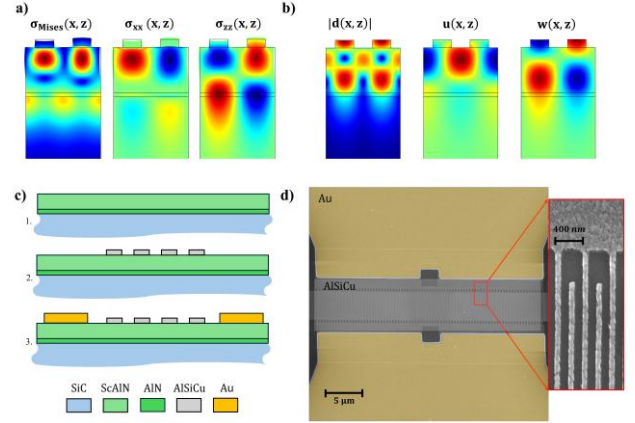 a)
σMises(x, z)
σxx(x, z)
σzz(x, z)
b)
|d(x, z)|
u(x, z)
w(x, z)
c)
1.
2.
3.
SiC
ScAlN
AlN
AlSiCu
Au
d)
Au
AlSiCu
5 μm
400 nm